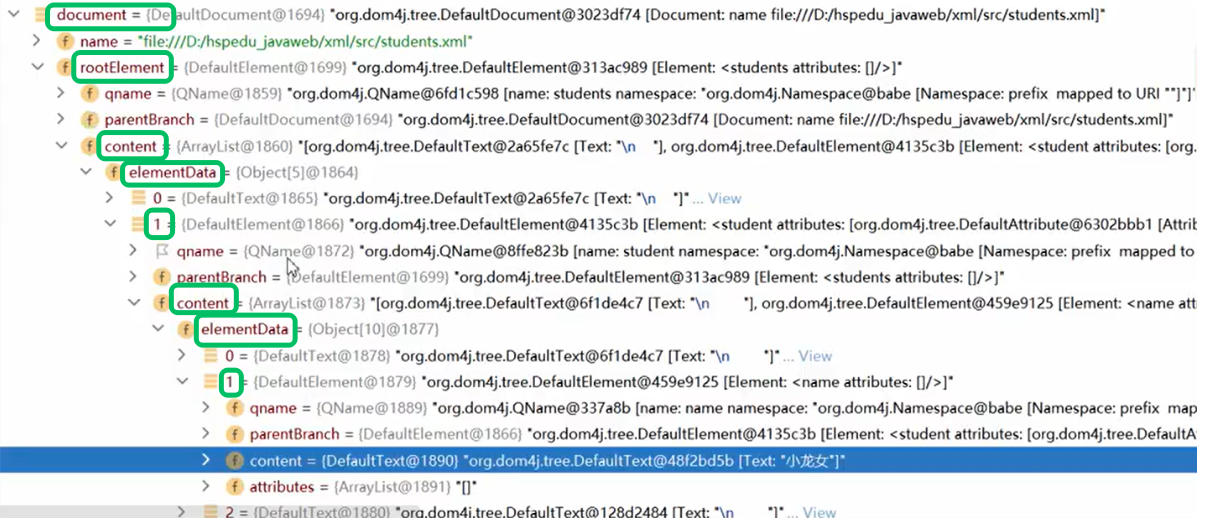 document = {DefaultDocument@1694} "org.dom4j.tree.DefaultDocument@3023df74 [Document: name file:///D:/hspedu_javaweb/xml/src/students.xml]"
f name = "file:///D:/hspedu_javaweb/xml/src/students.xml"
f rootElement = {DefaultElement@1699} "org.dom4j.tree.DefaultElement@313ac989 [Element: <students attributes: []/>]"
f qname = {QName@1859} "org.dom4j.QName@6fd1c598 [name: students namespace: "org.dom4j.Namespace@babe [Namespace: prefix  mapped to URI ""]"]"
f parentBranch = {DefaultDocument@1694} "org.dom4j.tree.DefaultDocument@3023df74 [Document: name file:///D:/hspedu_javaweb/xml/src/students.xml]"
f content = {ArrayList@1860} "[org.dom4j.tree.DefaultText@2a65fe7c [Text: "\n    "], org.dom4j.tree.DefaultElement@4135c3b [Element: <student attributes: [org.
f elementData = {Object[5]@1864}
0 = {DefaultText@1865} "org.dom4j.tree.DefaultText@2a65fe7c [Text: "\n    "]" ... View
1 = {DefaultElement@1866} "org.dom4j.tree.DefaultElement@4135c3b [Element: <student attributes: [org.dom4j.tree.DefaultAttribute@6302bbb1 [Attrib
qname = {QName@1872} "org.dom4j.QName@8ffe823b [name: student namespace: "org.dom4j.Namespace@babe [Namespace: prefix  mapped to
f parentBranch = {DefaultElement@1699} "org.dom4j.tree.DefaultElement@313ac989 [Element: <students attributes: []/>]"
f content = {ArrayList@1873} "[org.dom4j.tree.DefaultText@6f1de4c7 [Text: "\n        "], org.dom4j.tree.DefaultElement@459e9125 [Element: <name att
f elementData = {Object[10]@1877}
0 = {DefaultText@1878} "org.dom4j.tree.DefaultText@6f1de4c7 [Text: "\n        "]" ... View
1 = {DefaultElement@1879} "org.dom4j.tree.DefaultElement@459e9125 [Element: <name attributes: []/>]"
f qname = {QName@1889} "org.dom4j.QName@337a8b [name: name namespace: "org.dom4j.Namespace@babe [Namespace: prefix  map
f parentBranch = {DefaultElement@1866} "org.dom4j.tree.DefaultElement@4135c3b [Element: <student attributes: [org.dom4j.tree.DefaultA
f content = {DefaultText@1890} "org.dom4j.tree.DefaultText@48f2bd5b [Text: "小龙女"]"
f attributes = {ArrayList@1891} "[]"
2 = {DefaultText@1880} "org.dom4j.tree.DefaultText@128d2484 [Text: "\n        "]" ... View